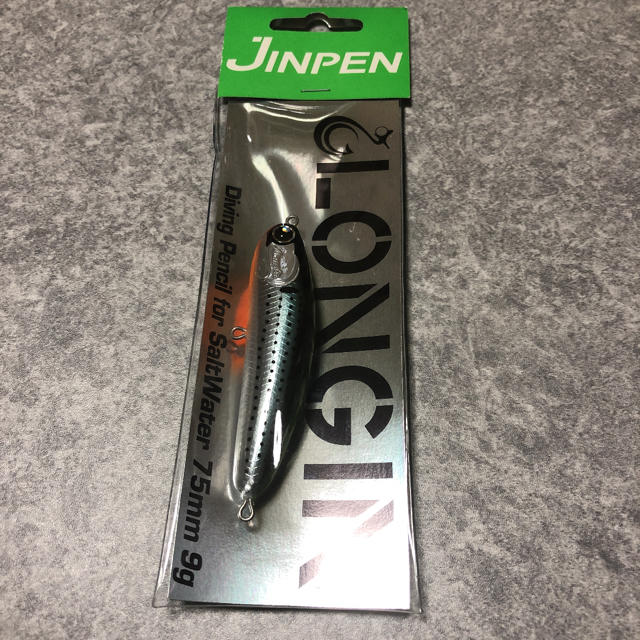 JINPEN
LONGIN
Diving Pencil for SaltWater 75mm 9g